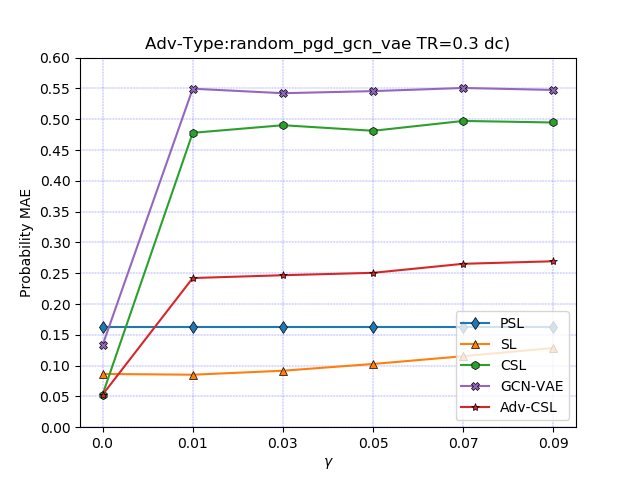 Adv-Type:random_pgd_gcn_vae TR=0.3 dc)
Probability MAE
0.60
0.55
0.50
0.45
0.40
0.35
0.30
0.25
0.20
0.15
0.10
0.05
0.00
PSL
SL
CSL
GCN-VAE
Adv-CSL
0.0 0.01 0.03 0.05 0.07 0.09
γ